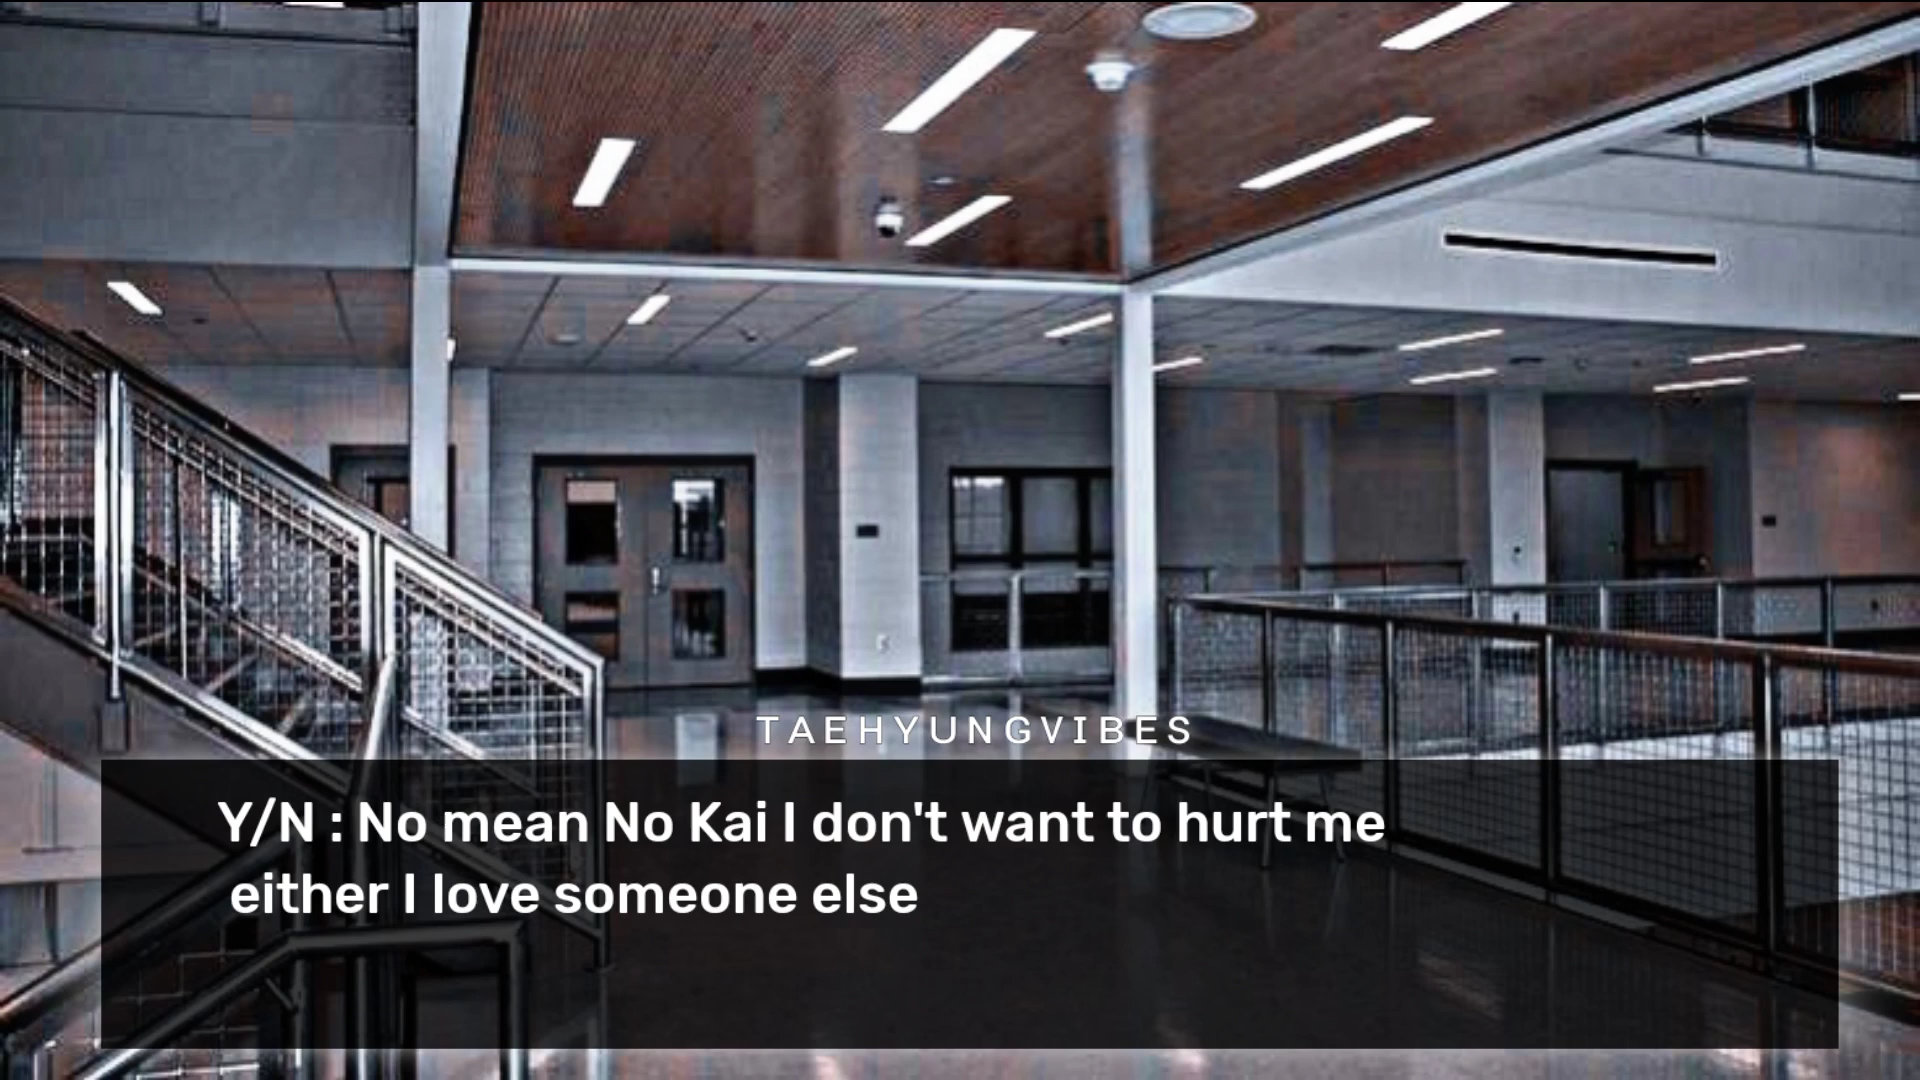 TAEHYUNGVIBES
Y/N : No mean No Kai I don't want to hurt me
either I love someone else